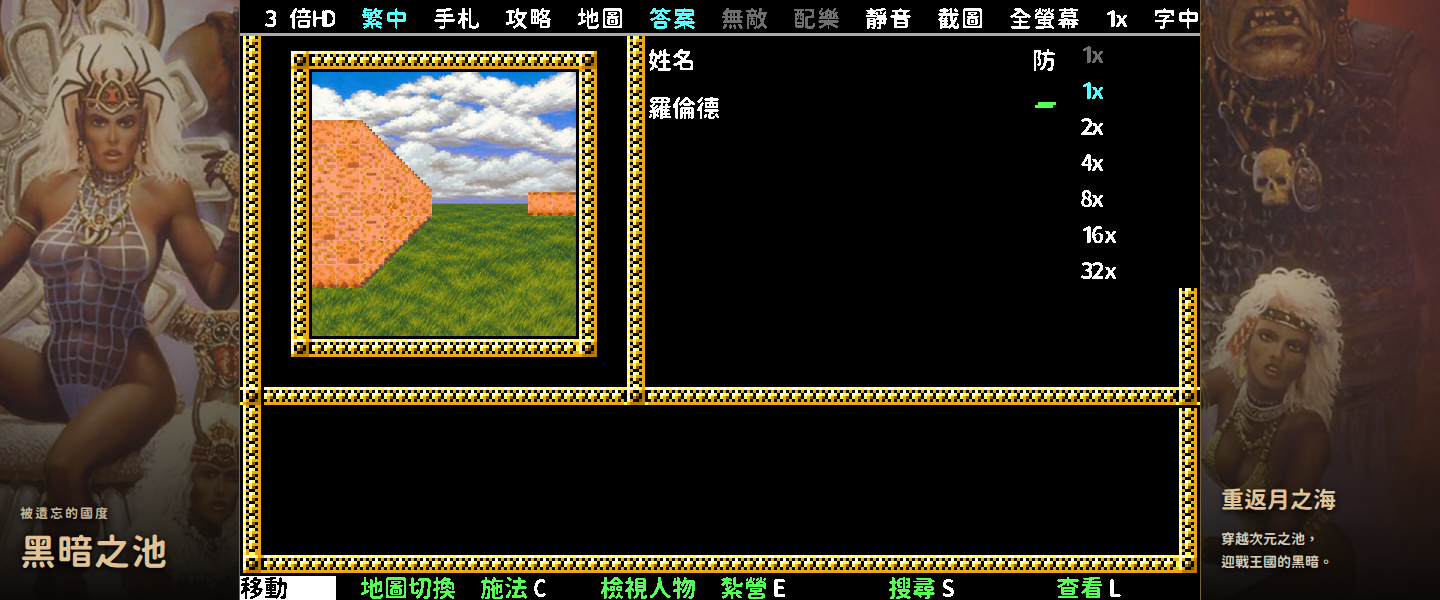 3 倍HD 繁中 手札 攻略 地圖 答案 無敵 配樂 靜音 截圖 全螢幕 1x 字中
姓名 防 1x
1x
羅倫德
2x
4x
8x
16x
32x
被遺忘的國度
黑暗之池
重返月之海
穿越次元之池，
迎戰王國的黑暗。
移動 地圖切換 施法 C 檢視人物 紮營 E 搜尋 S 查看 L